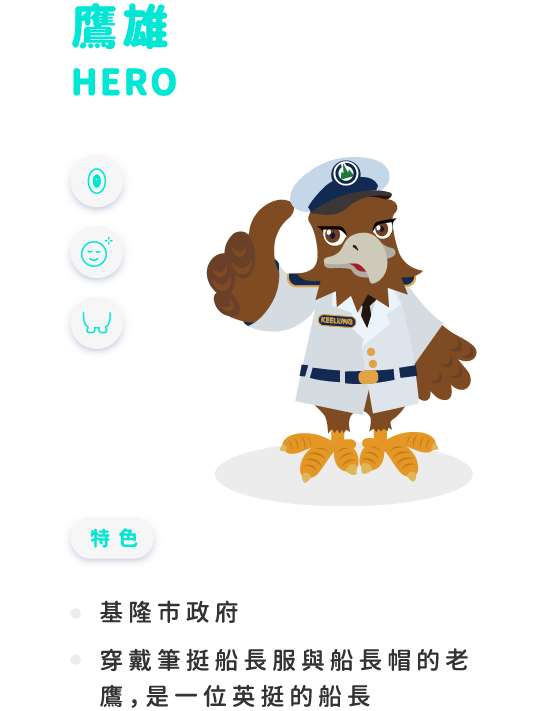 鷹雄
HERO
KEELUNG
特色
基隆市政府
穿戴筆挺船長服與船長帽的老
鷹,是一位英挺的船長